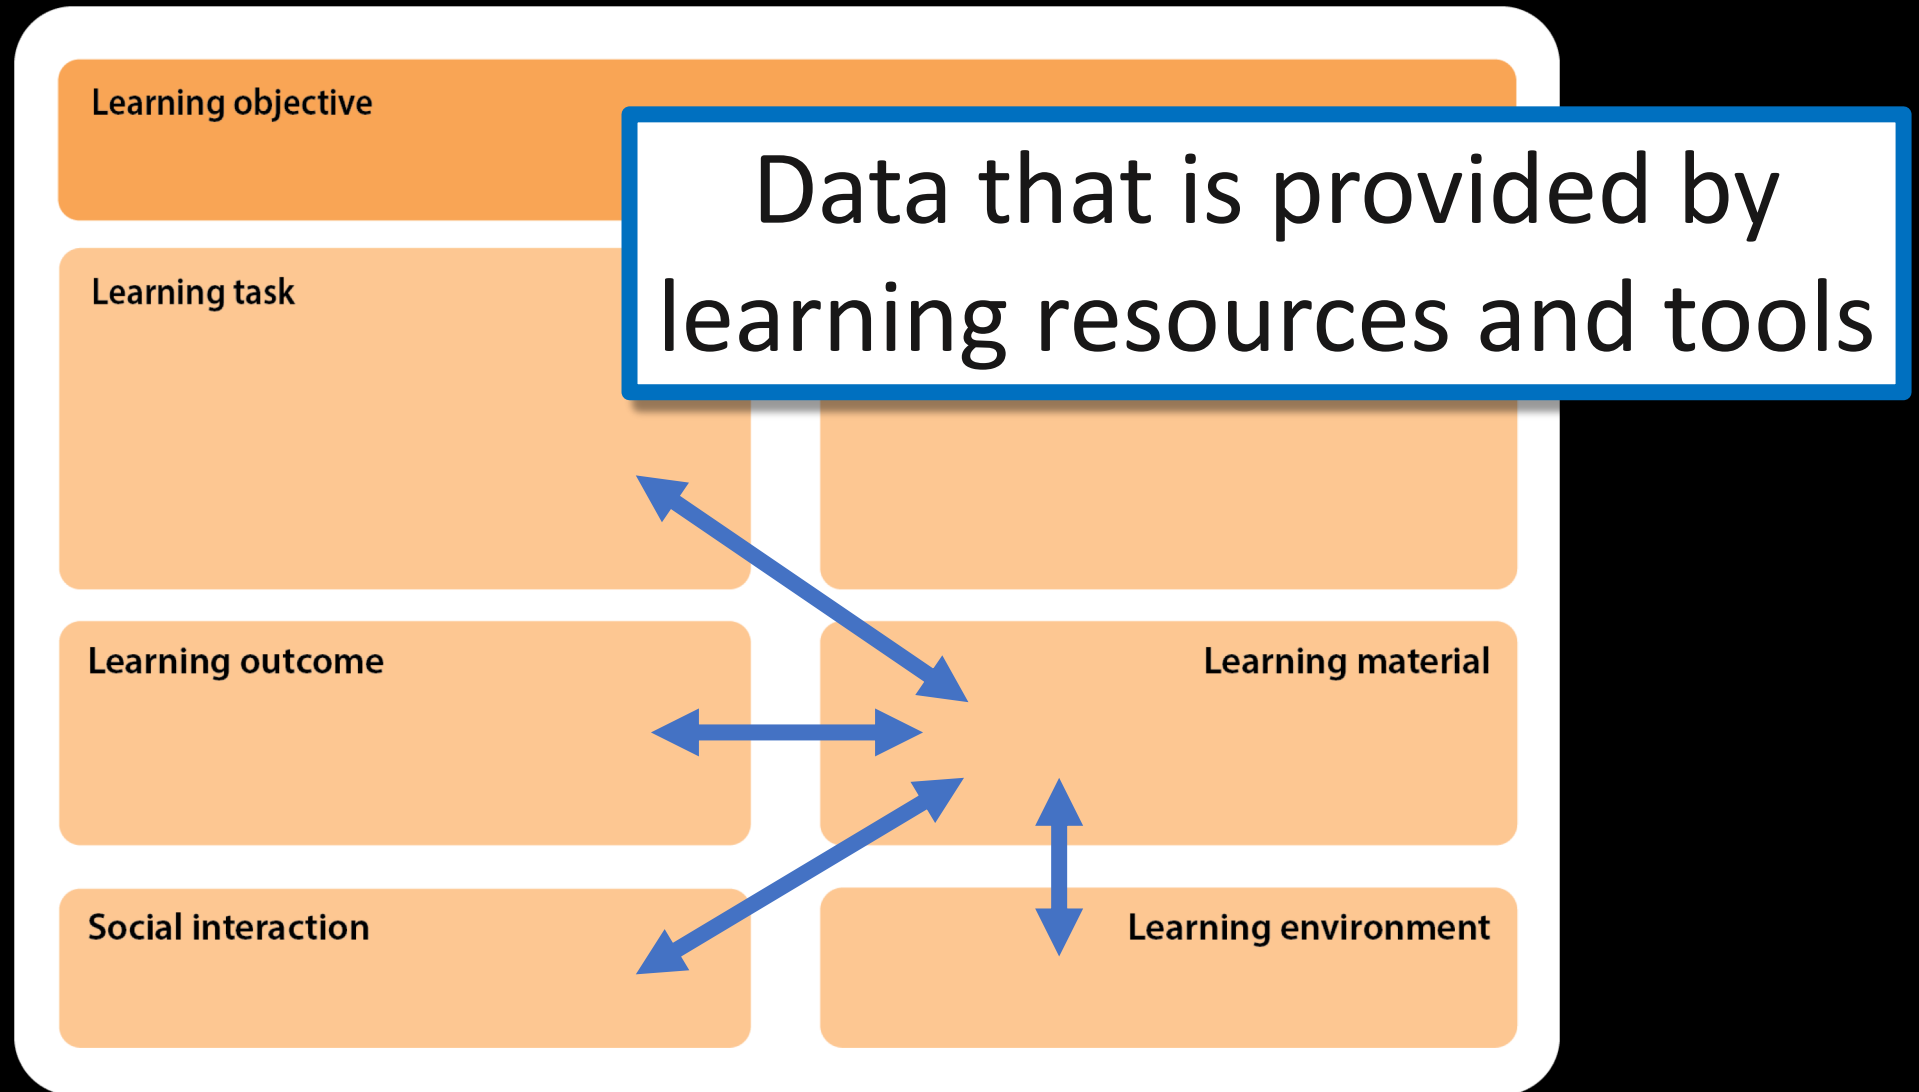 Learning objective
Data that is provided by
learning resources and tools
Learning task
Learning outcome
Learning material
Social interaction
Learning environment